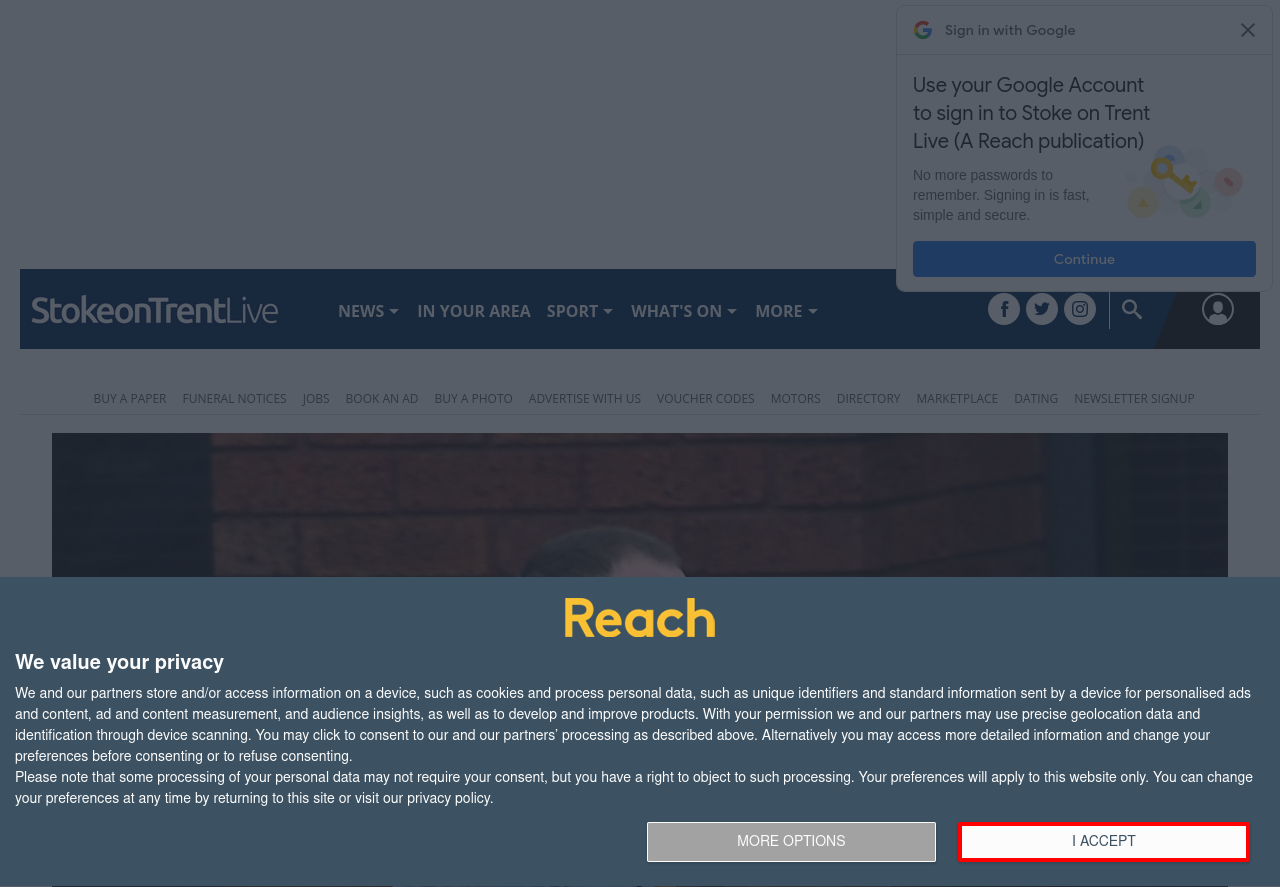 Sign in with Google
Use your Google Account
to sign in to Stoke on Trent
Live (A Reach publication)
No more passwords to
remember. Signing in is fast,
simple and secure.
Continue
StokeonTrentLive
NEWS
IN YOUR AREA
SPORT
WHAT'S ON
MORE
BUY A PAPER
FUNERAL NOTICES
JOBS
BOOK AN AD
BUY A PHOTO
ADVERTISE WITH US
VOUCHER CODES
MOTORS
DIRECTORY
MARKETPLACE
DATING
NEWSLETTER SIGNUP
Reach
We value your privacy
We and our partners store and/or access information on a device, such as cookies and process personal data, such as unique identifiers and standard information sent by a device for personalised ads
and content, ad and content measurement, and audience insights, as well as to develop and improve products. With your permission we and our partners may use precise geolocation data and
identification through device scanning. You may click to consent to our and our partners’ processing as described above. Alternatively you may access more detailed information and change your
preferences before consenting or to refuse consenting.
Please note that some processing of your personal data may not require your consent, but you have a right to object to such processing. Your preferences will apply to this website only. You can change
your preferences at any time by returning to this site or visit our privacy policy.
MORE OPTIONS
I ACCEPT